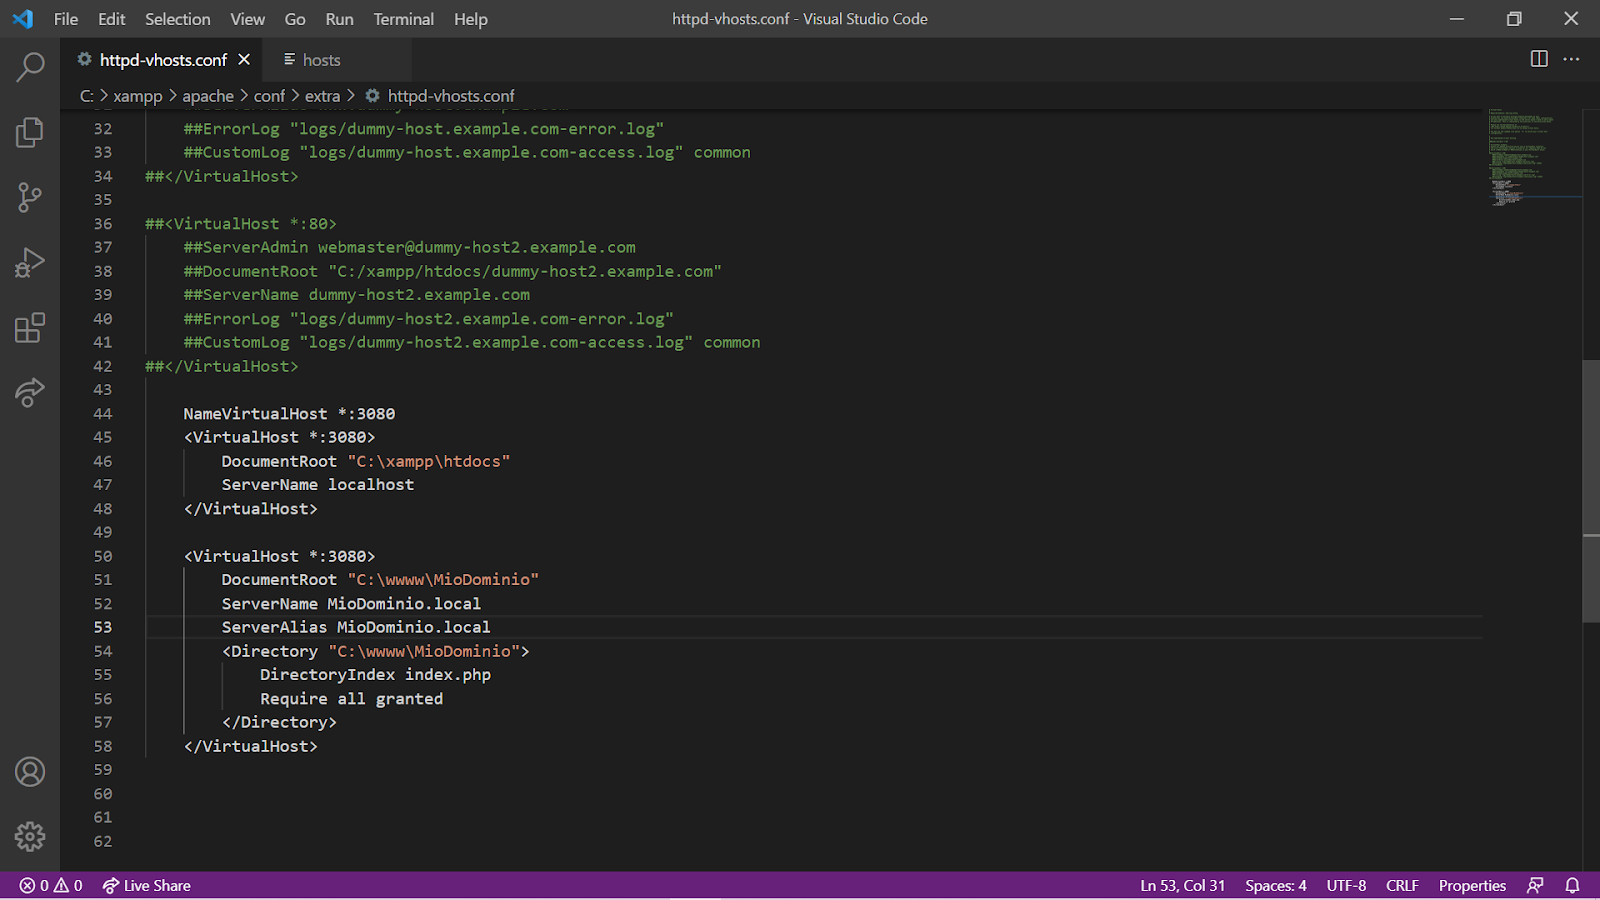 File Edit Selection View Go Run Terminal Help httpd-vhosts.conf - Visual Studio Code
httpd-vhosts.conf hosts
C: > xampp > apache > conf > extra > httpd-vhosts.conf
32 ##ErrorLog "logs/dummy-host.example.com-error.log"
33 ##CustomLog "logs/dummy-host.example.com-access.log" common
34 ##</VirtualHost>
35
36 ##<VirtualHost *:80>
37 ##ServerAdmin webmaster@dummy-host2.example.com
38 ##DocumentRoot "C:/xampp/htdocs/dummy-host2.example.com"
39 ##ServerName dummy-host2.example.com
40 ##ErrorLog "logs/dummy-host2.example.com-error.log"
41 ##CustomLog "logs/dummy-host2.example.com-access.log" common
42 ##</VirtualHost>
43
44 NameVirtualHost *:3080
45 <VirtualHost *:3080>
46 DocumentRoot "C:\xampp\htdocs"
47 ServerName localhost
48 </VirtualHost>
49
50 <VirtualHost *:3080>
51 DocumentRoot "C:\wwww\MioDominio"
52 ServerName MioDominio.local
53 ServerAlias MioDominio.local
54 <Directory "C:\wwww\MioDominio">
55 DirectoryIndex index.php
56 Require all granted
57 </Directory>
58 </VirtualHost>
59
60
61
62
0 0 Live Share Ln 53, Col 31 Spaces: 4 UTF-8 CRLF Properties